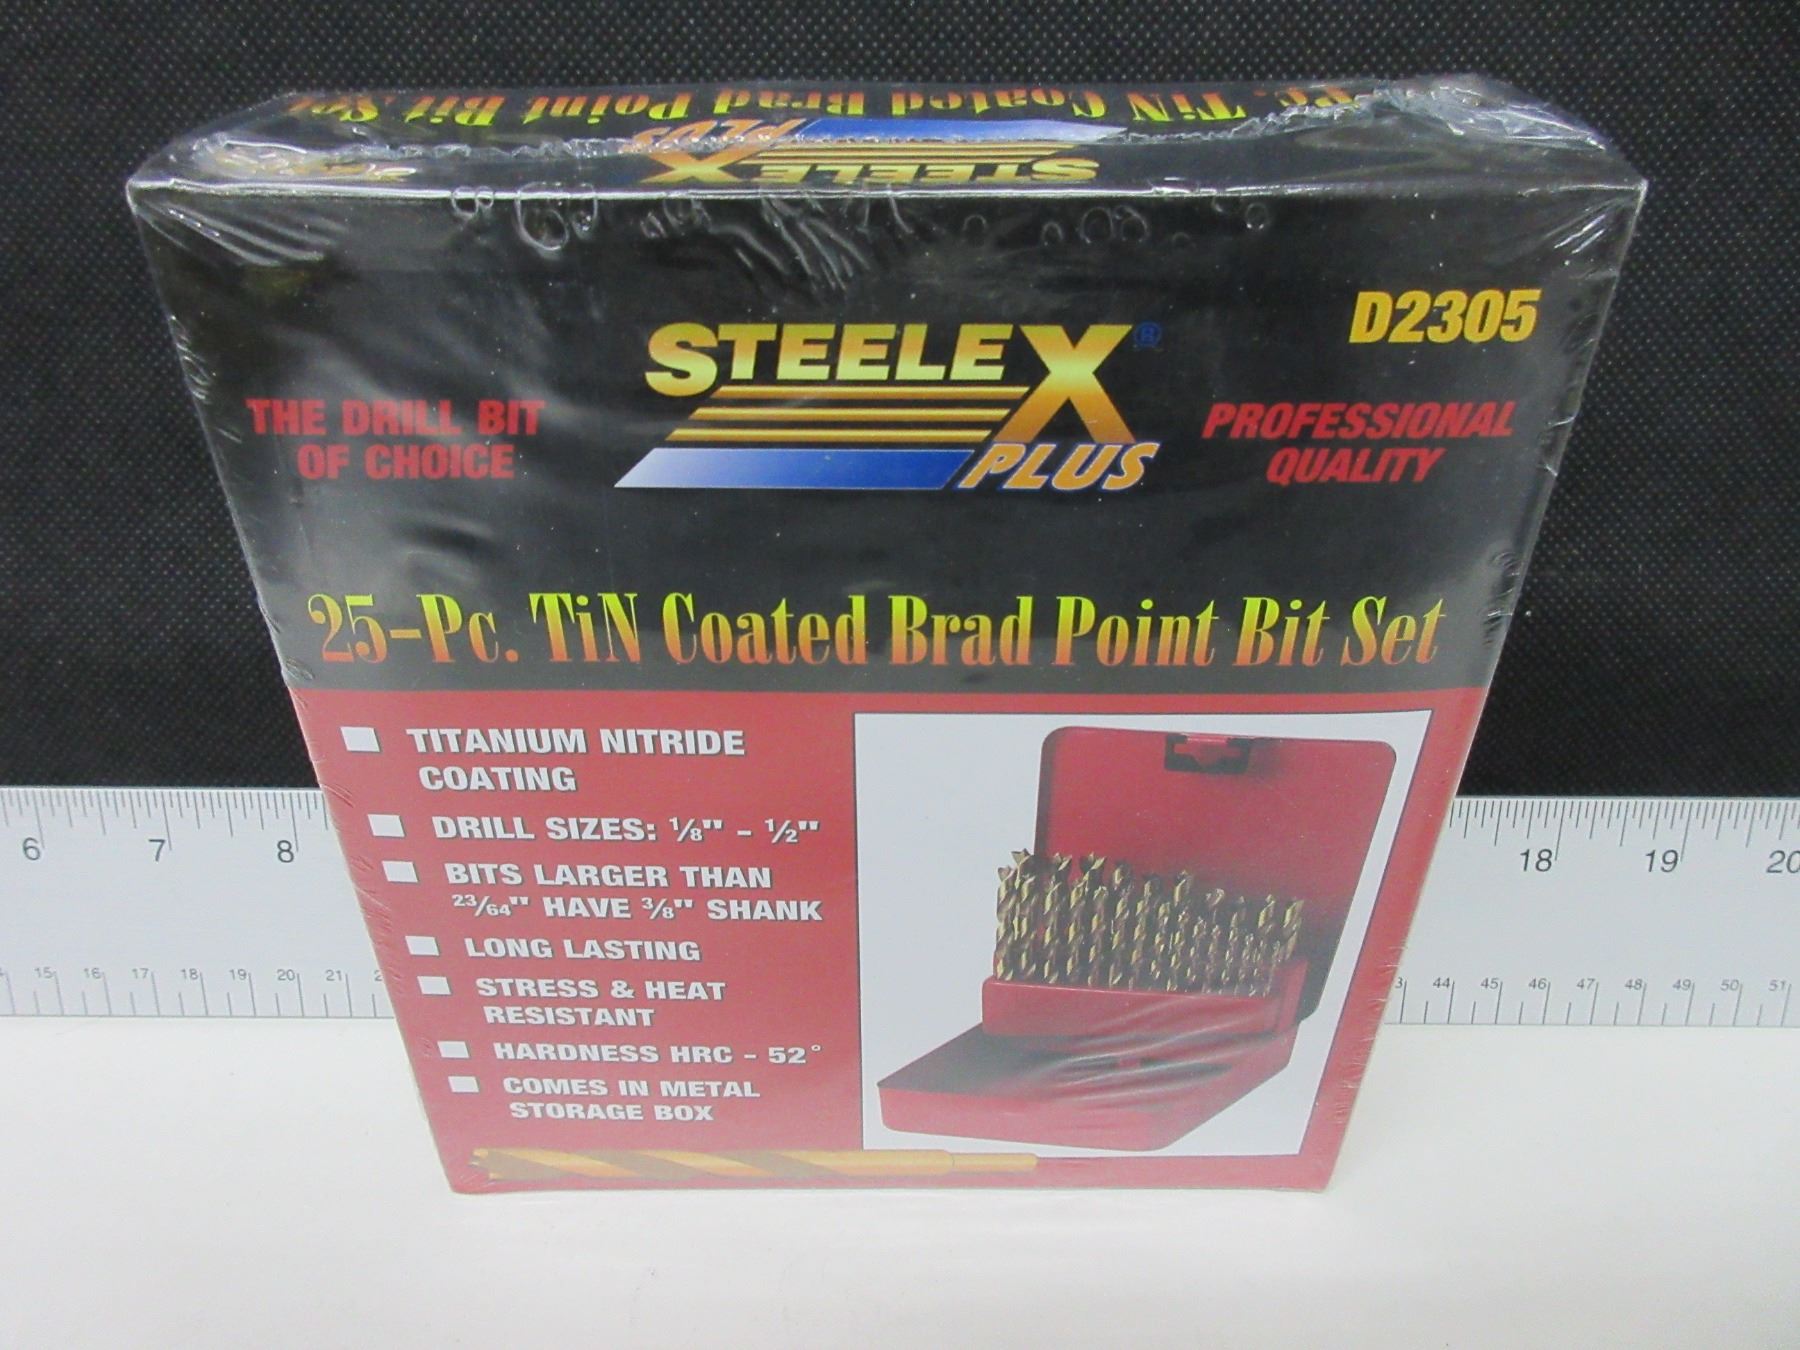 Pc. TiN Coated Brad Point Bit Set
STEELEX
PLUS
D2305
STEELEX®
PLUS
THE DRILL BIT
OF CHOICE
PROFESSIONAL
QUALITY
25-Pc. TiN Coated Brad Point Bit Set
TITANIUM NITRIDE
COATING
DRILL SIZES: 1/8" - 1/2"
BITS LARGER THAN
23/64" HAVE 3/8" SHANK
LONG LASTING
STRESS & HEAT
RESISTANT
HARDNESS HRC - 52°
COMES IN METAL
STORAGE BOX
6 7 8 18 19 20
15 16 17 18 19 20 21 44 45 46 47 48 49 50 51